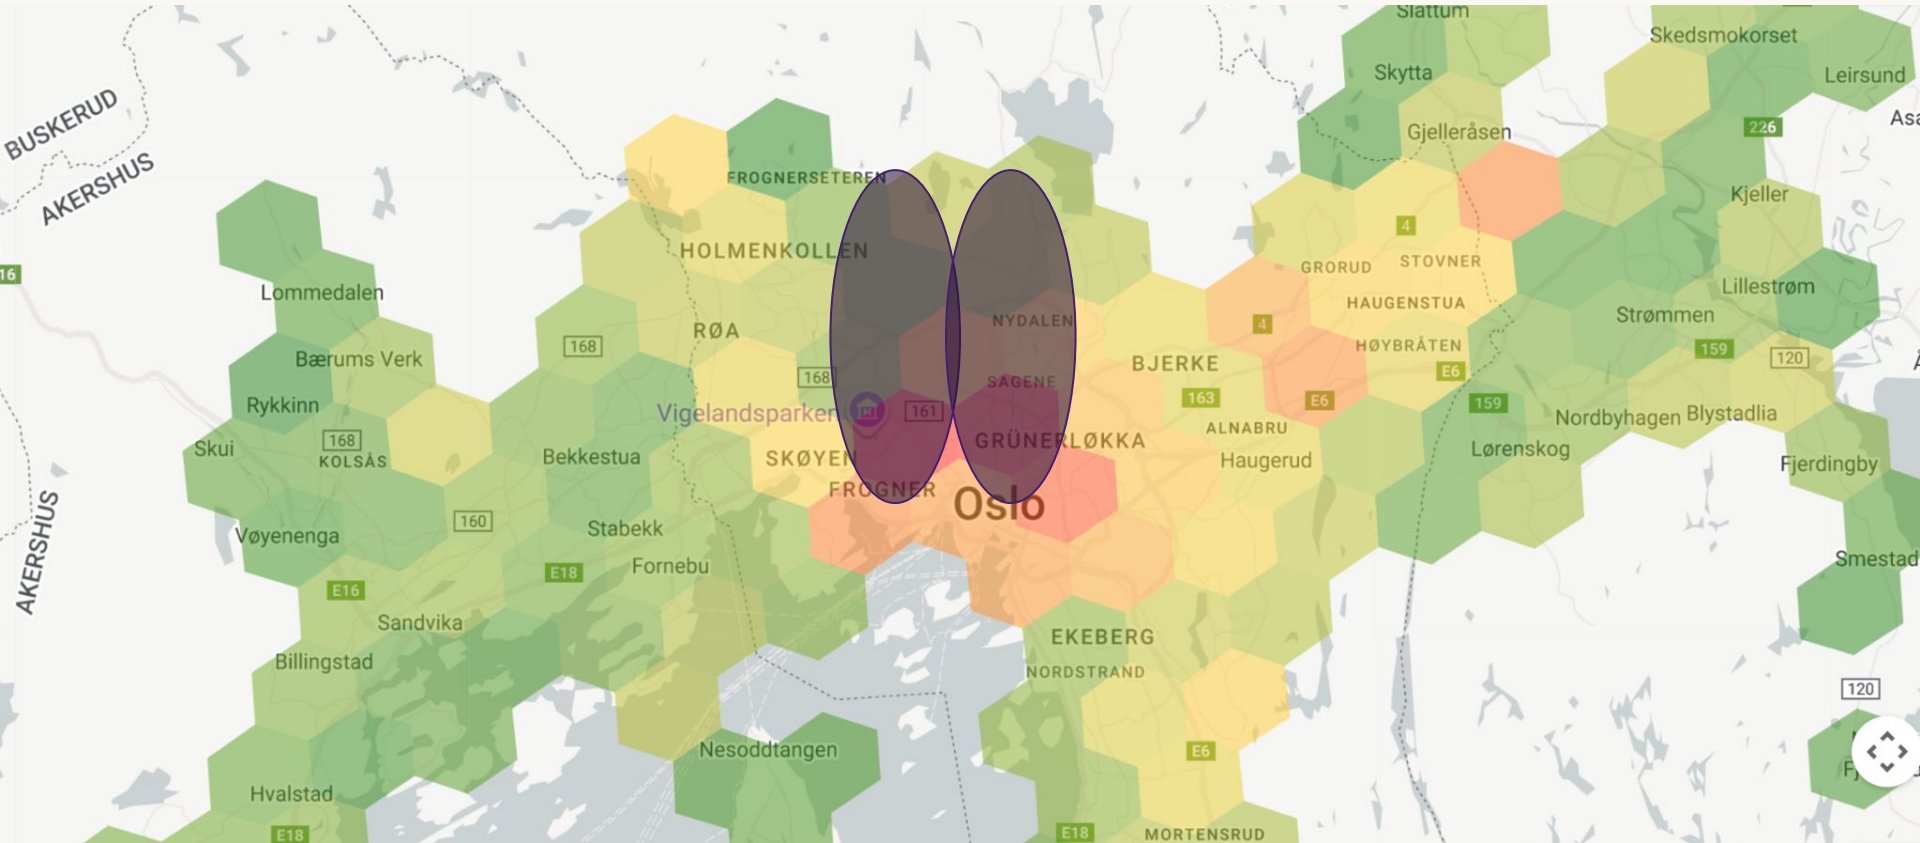 Slattum
Skedsmokorset
Leirsund
Skytta
BUSKERUD
226
Gjelleråsen
AKERSHUS
FROGNERSETEREN
Kjeller
4
HOLMENKOLLEN
GRORUD
STOVNER
16
Lommedalen
Lillestrøm
HAUGENSTUA
Strømmen
NYDALEN
4
RØA
168
HØYBRÅTEN
159
120
Bærums Verk
BJERKE
E6
168
SAGENE
163
E6
159
Rykkinn
Vigelandsparken
161
Nordbyhagen
Blystadlia
ALNABRU
168
GRÜNERLØKKA
Skui
KOLSÅS
Bekkestua
SKØYEN
Haugerud
Lørenskog
Fjerdingby
FROGNER
Oslo
160
Stabekk
Vøyenenga
AKERSHUS
Smestad
Fornebu
E18
E16
Sandvika
EKEBERG
Billingstad
NORDSTRAND
120
Nesoddtangen
E6
Hvalstad
E18
E18
MORTENSRUD